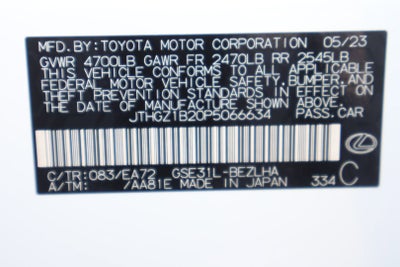 MFD. BY: TOYOTA MOTOR CORPORATION 05/23
GVWR 4700LB GAWR FR 2470LB RR 2545LB
THIS VEHICLE CONFORMS TO ALL APPLICABLE
FEDERAL MOTOR VEHICLE SAFETY, BUMPER, AND
THEFT PREVENTION STANDARDS IN EFFECT ON
THE DATE OF MANUFACTURE SHOWN ABOVE.
JTHGZ1B20P5066634 PASS.CAR
C/TR: 083/EA72 GSE31L-BEZLHA
A/TM: /AA81E MADE IN JAPAN 334 C